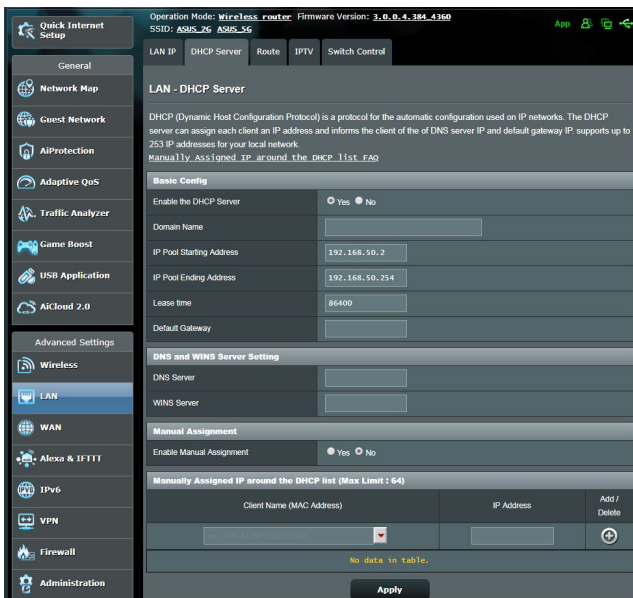 Quick Internet
Setup
General
Network Map
Guest Network
AiProtection
Adaptive QoS
Traffic Analyzer
Game Boost
USB Application
AiCloud 2.0
Advanced Settings
Wireless
LAN
WAN
Alexa & IFTTT
IPv6
VPN
Firewall
Administration
Operation Mode: Wireless router Firmware Version: 3.0.0.4.384_4360
SSID: ASUS_2G ASUS_5G
App
LAN IP DHCP Server Route IPTV Switch Control
LAN - DHCP Server
DHCP (Dynamic Host Configuration Protocol) is a protocol for the automatic configuration used on IP networks. The DHCP
server can assign each client an IP address and informs the client of the of DNS server IP and default gateway IP. supports up to
253 IP addresses for your local network.
Manually Assigned IP around the DHCP list FAQ
Basic Config
Enable the DHCP Server Yes No
Domain Name
IP Pool Starting Address 192.168.50.2
IP Pool Ending Address 192.168.50.254
Lease time 86400
Default Gateway
DNS and WINS Server Setting
DNS Server
WINS Server
Manual Assignment
Enable Manual Assignment Yes No
Manually Assigned IP around the DHCP list (Max Limit : 64)
Client Name (MAC Address) IP Address Add /
Delete
No data in table.
Apply